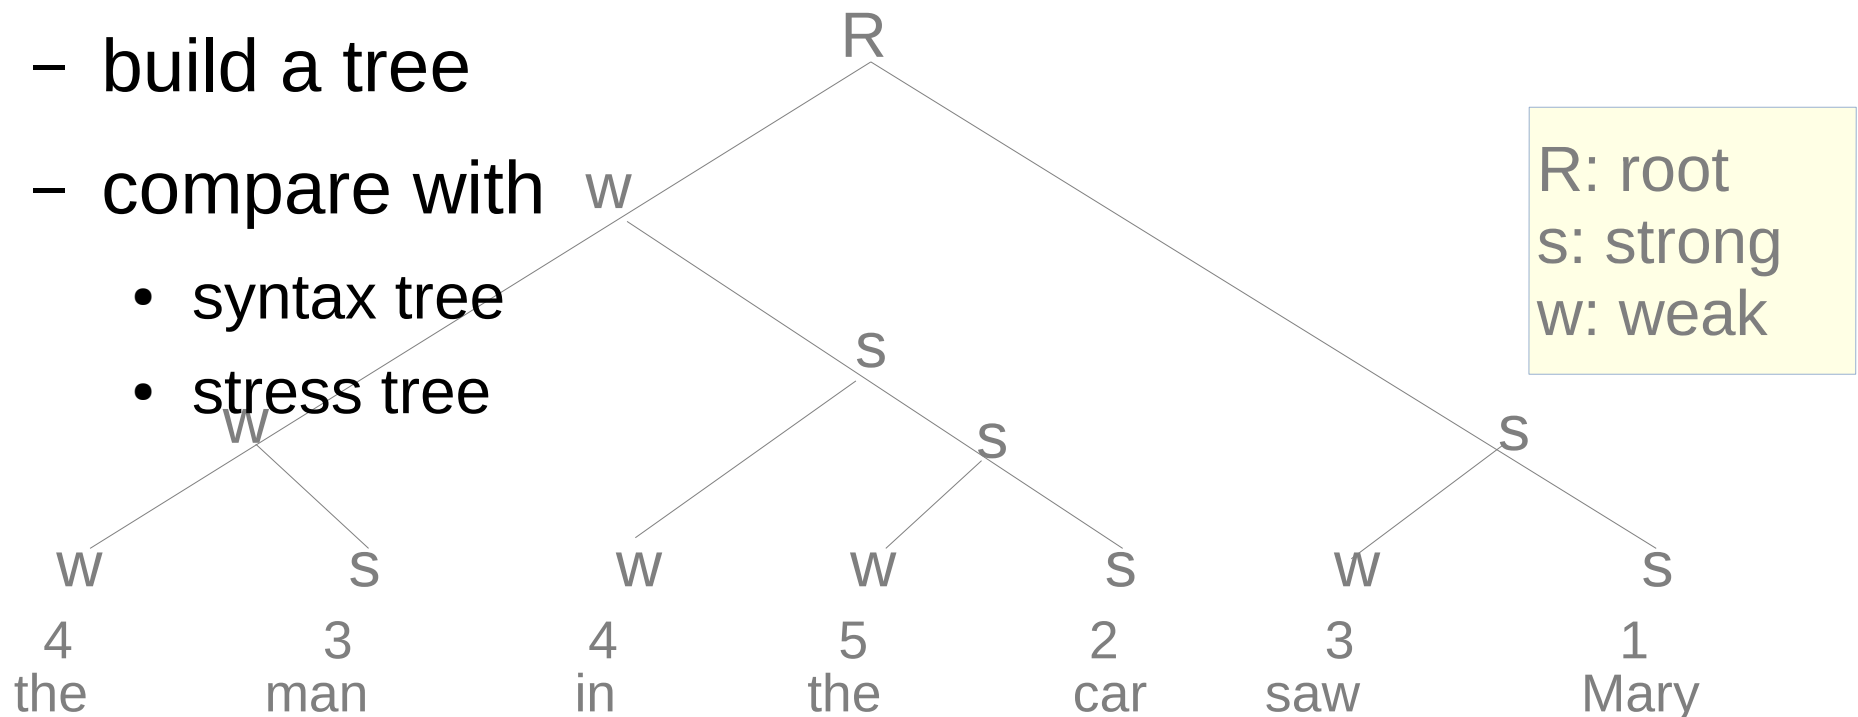 – build a tree
– compare with
• syntax tree
• stress tree
R
w
s
w
s
s
w s w w s w s
4 3 4 5 2 3 1
the man in the car saw Mary
R: root
s: strong
w: weak